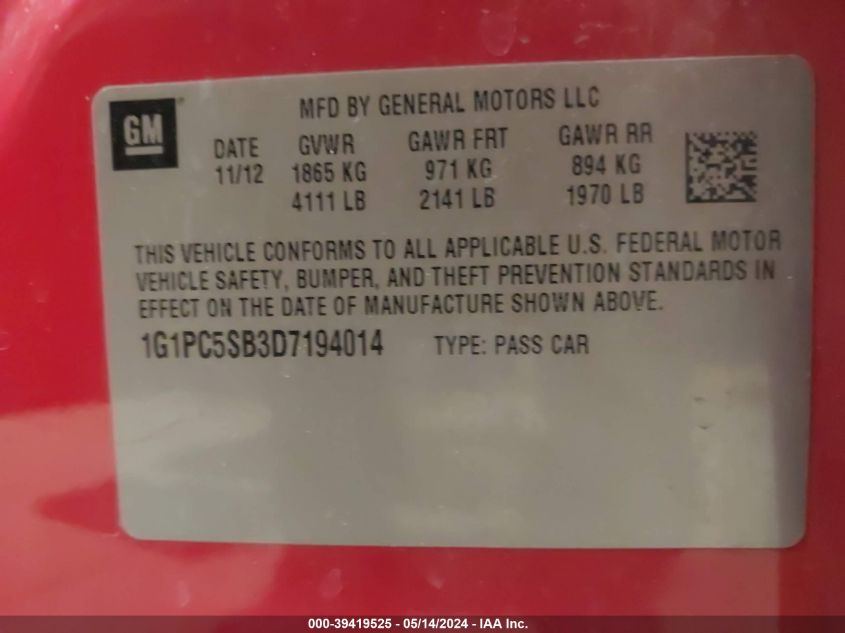 GM®
MFD BY GENERAL MOTORS LLC
DATE GVWR GAWR FRT GAWR RR
11/12 1865 KG 971 KG 894 KG
4111 LB 2141 LB 1970 LB
THIS VEHICLE CONFORMS TO ALL APPLICABLE U.S. FEDERAL MOTOR
VEHICLE SAFETY, BUMPER, AND THEFT PREVENTION STANDARDS IN
EFFECT ON THE DATE OF MANUFACTURE SHOWN ABOVE.
1G1PC5SB3D7194014 TYPE: PASS CAR
000-39419525 - 05/14/2024 - IAA Inc.